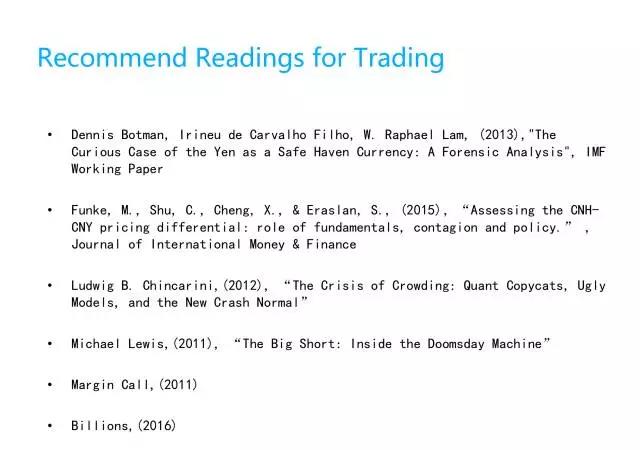 Recommend Readings for Trading
• Dennis Botman, Irineu de Carvalho Filho, W. Raphael Lam, (2013),"The
Curious Case of the Yen as a Safe Haven Currency: A Forensic Analysis", IMF
Working Paper
• Funke, M., Shu, C., Cheng, X., & Eraslan, S., (2015), “Assessing the CNH-
CNY pricing differential: role of fundamentals, contagion and policy.” ,
Journal of International Money & Finance
• Ludwig B. Chincarini,(2012), “The Crisis of Crowding: Quant Copycats, Ugly
Models, and the New Crash Normal”
• Michael Lewis,(2011), “The Big Short: Inside the Doomsday Machine”
• Margin Call,(2011)
• Billions,(2016)